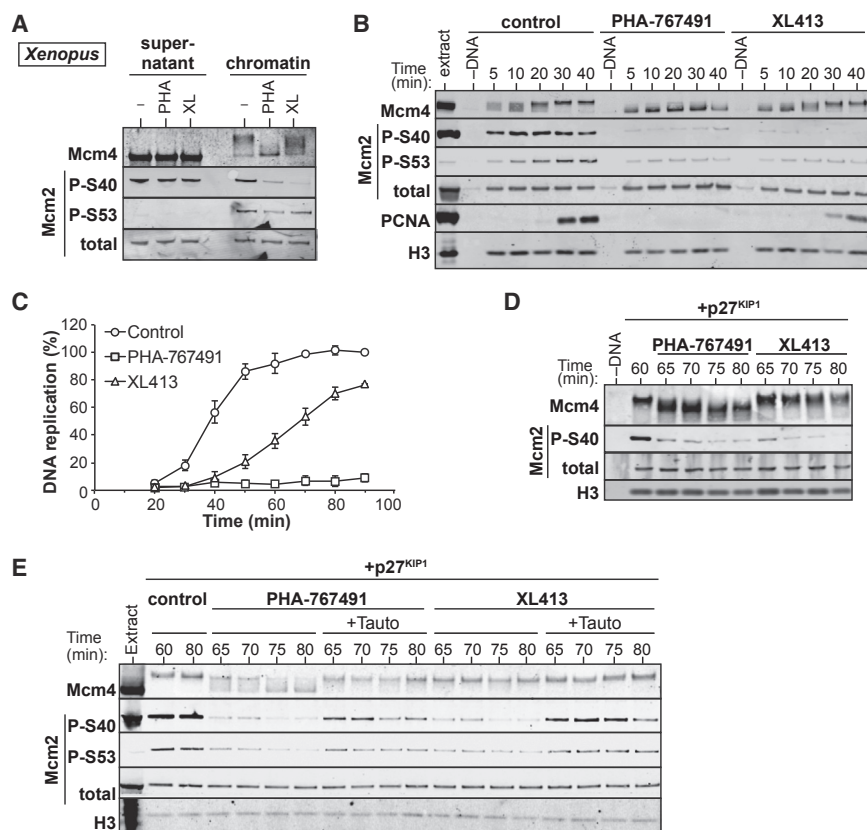 A
Xenopus
super-
natant
chromatin
– PHA XL – PHA XL
Mcm4
Mcm2
P-S40
P-S53
total
B
control PHA-767491 XL413
extract –DNA –DNA –DNA
Time
(min): 5 10 20 30 40 5 10 20 30 40 5 10 20 30 40
Mcm4
Mcm2
P-S40
P-S53
total
PCNA
H3
C
DNA replication (%)
120
100
80
60
40
20
0
Control
PHA-767491
XL413
0 20 40 60 80 100
Time (min)
D
+p27KIP1
–DNA
PHA-767491 XL413
Time
(min): 60 65 70 75 80 65 70 75 80
Mcm4
Mcm2
P-S40
total
H3
E
+p27KIP1
control PHA-767491 XL413
+Tauto +Tauto
Extract
Time
(min): 60 80 65 70 75 80 65 70 75 80 65 70 75 80 65 70 75 80
Mcm4
Mcm2
P-S40
P-S53
total
H3